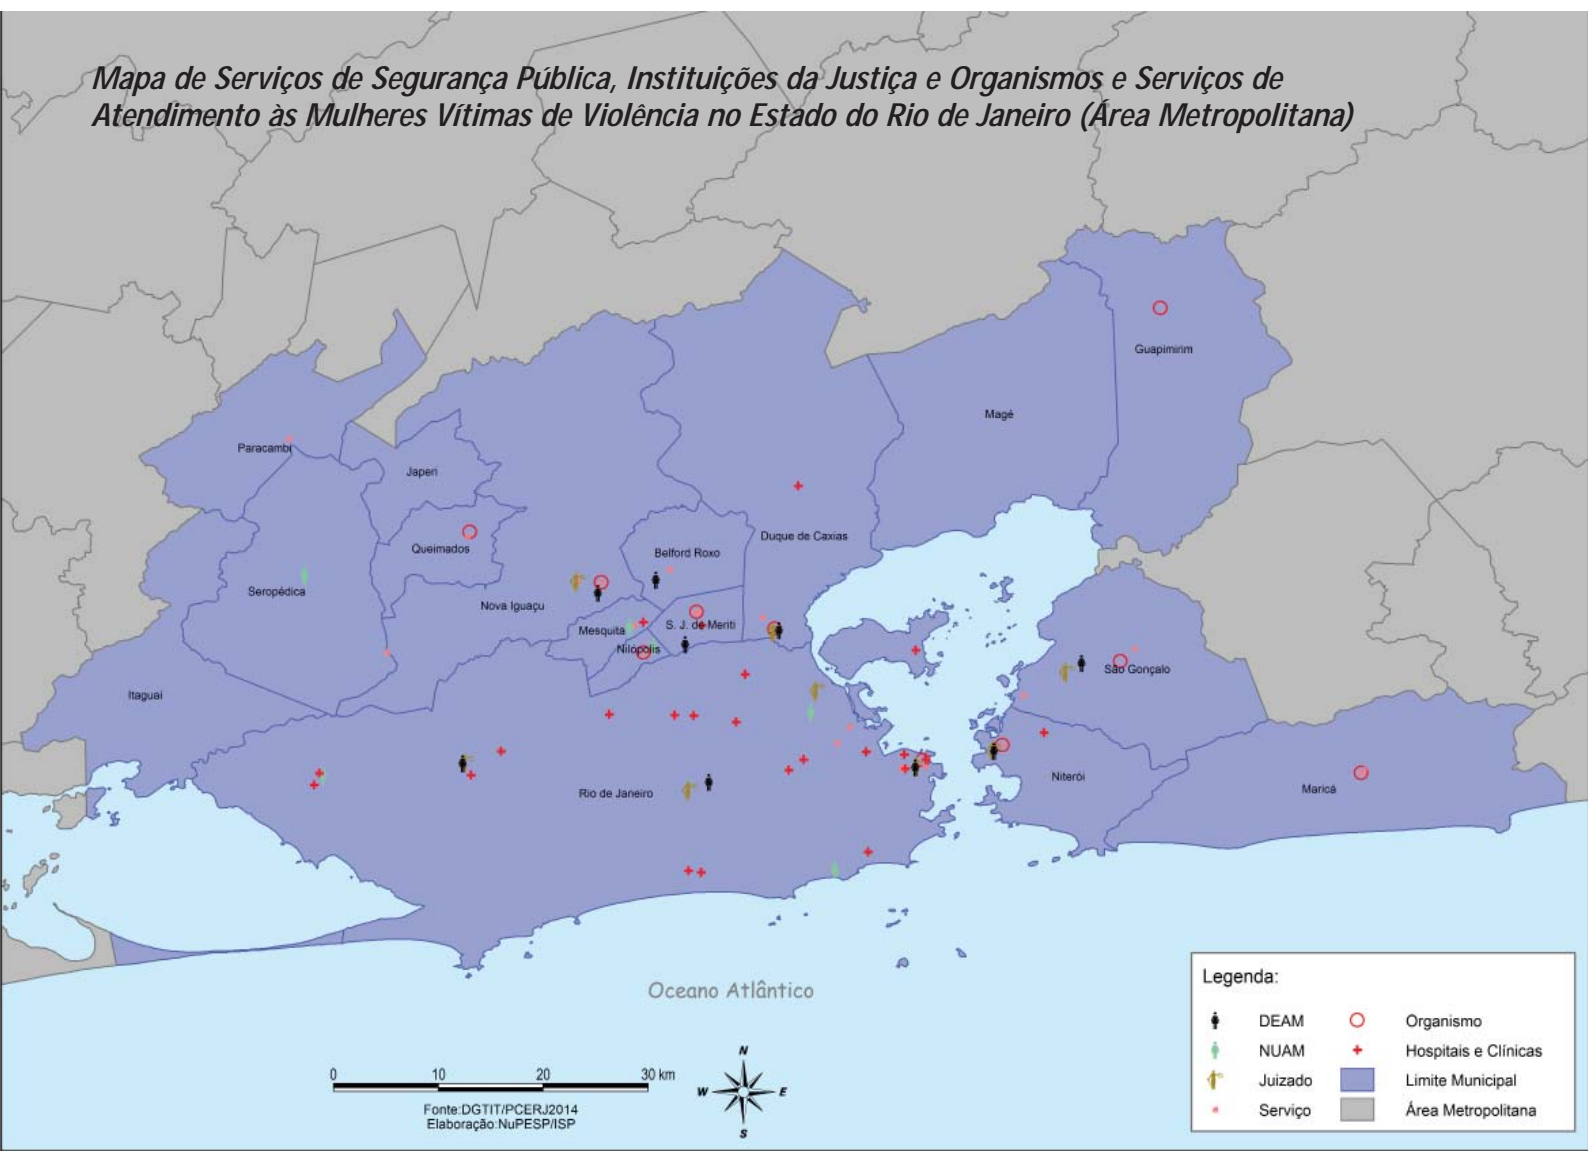 Mapa de Serviços de Segurança Pública, Instituições da Justiça e Organismos e Serviços de
Atendimento às Mulheres Vítimas de Violência no Estado do Rio de Janeiro (Área Metropolitana)
Guapimirim
Magé
Paracambi
Japeri
Duque de Caxias
Queimados
Belford Roxo
Seropédica
Nova Iguaçu
Mesquita
S. J. de Meriti
Nilópolis
São Gonçalo
Itaguaí
Niterói
Maricá
Rio de Janeiro
Oceano Atlântico
0 10 20 30 km
Fonte:DGTIT/PCERJ2014
Elaboração:NuPESP/ISP
N
W E
S
Legenda:
DEAM Organismo
NUAM Hospitais e Clínicas
Juizado Limite Municipal
Serviço Área Metropolitana